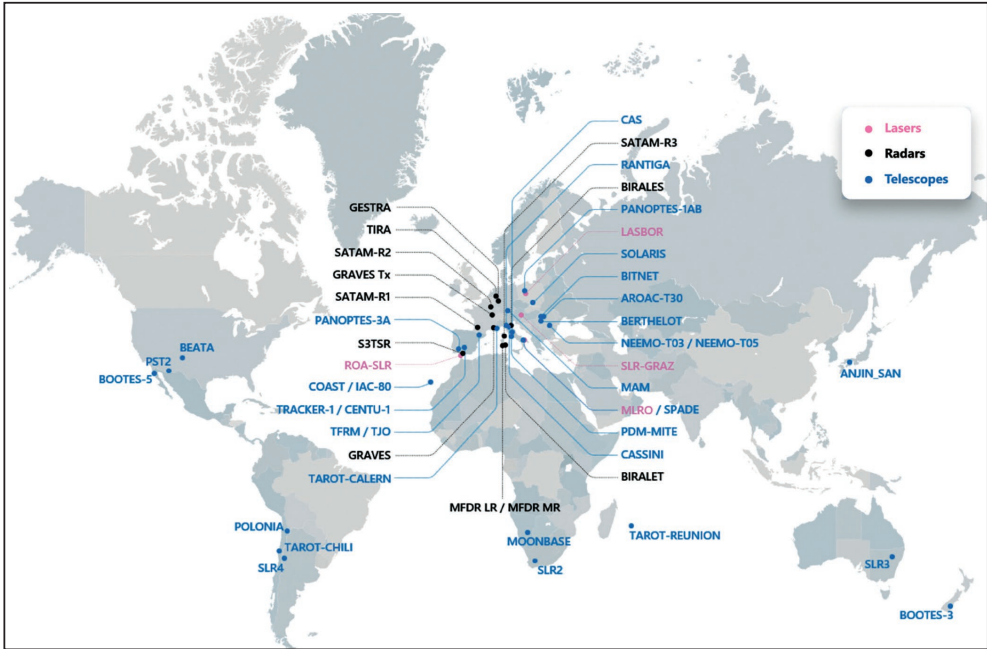 Lasers
Radars
Telescopes
CAS
SATAM-R3
RANTIGA
BIRALES
PANOPTES-1AB
LASBOR
SOLARIS
BITNET
AROAC-T30
BERTHELOT
NEEMO-T03 / NEEMO-T05
SLR-GRAZ
MAM
MLRO / SPADE
PDM-MITE
CASSINI
BIRALET
GESTRA
TIRA
SATAM-R2
GRAVES Tx
SATAM-R1
PANOPTES-3A
S3TSR
ROA-SLR
COAST / IAC-80
TRACKER-1 / CENTU-1
TFRM / TJO
GRAVES
TAROT-CALERN
MFDR LR / MFDR MR
BEATA
PST2
BOOTES-5
ANJIN_SAN
POLONIA
TAROT-CHILI
SLR4
MOONBASE
SLR2
TAROT-REUNION
SLR3
BOOTES-3